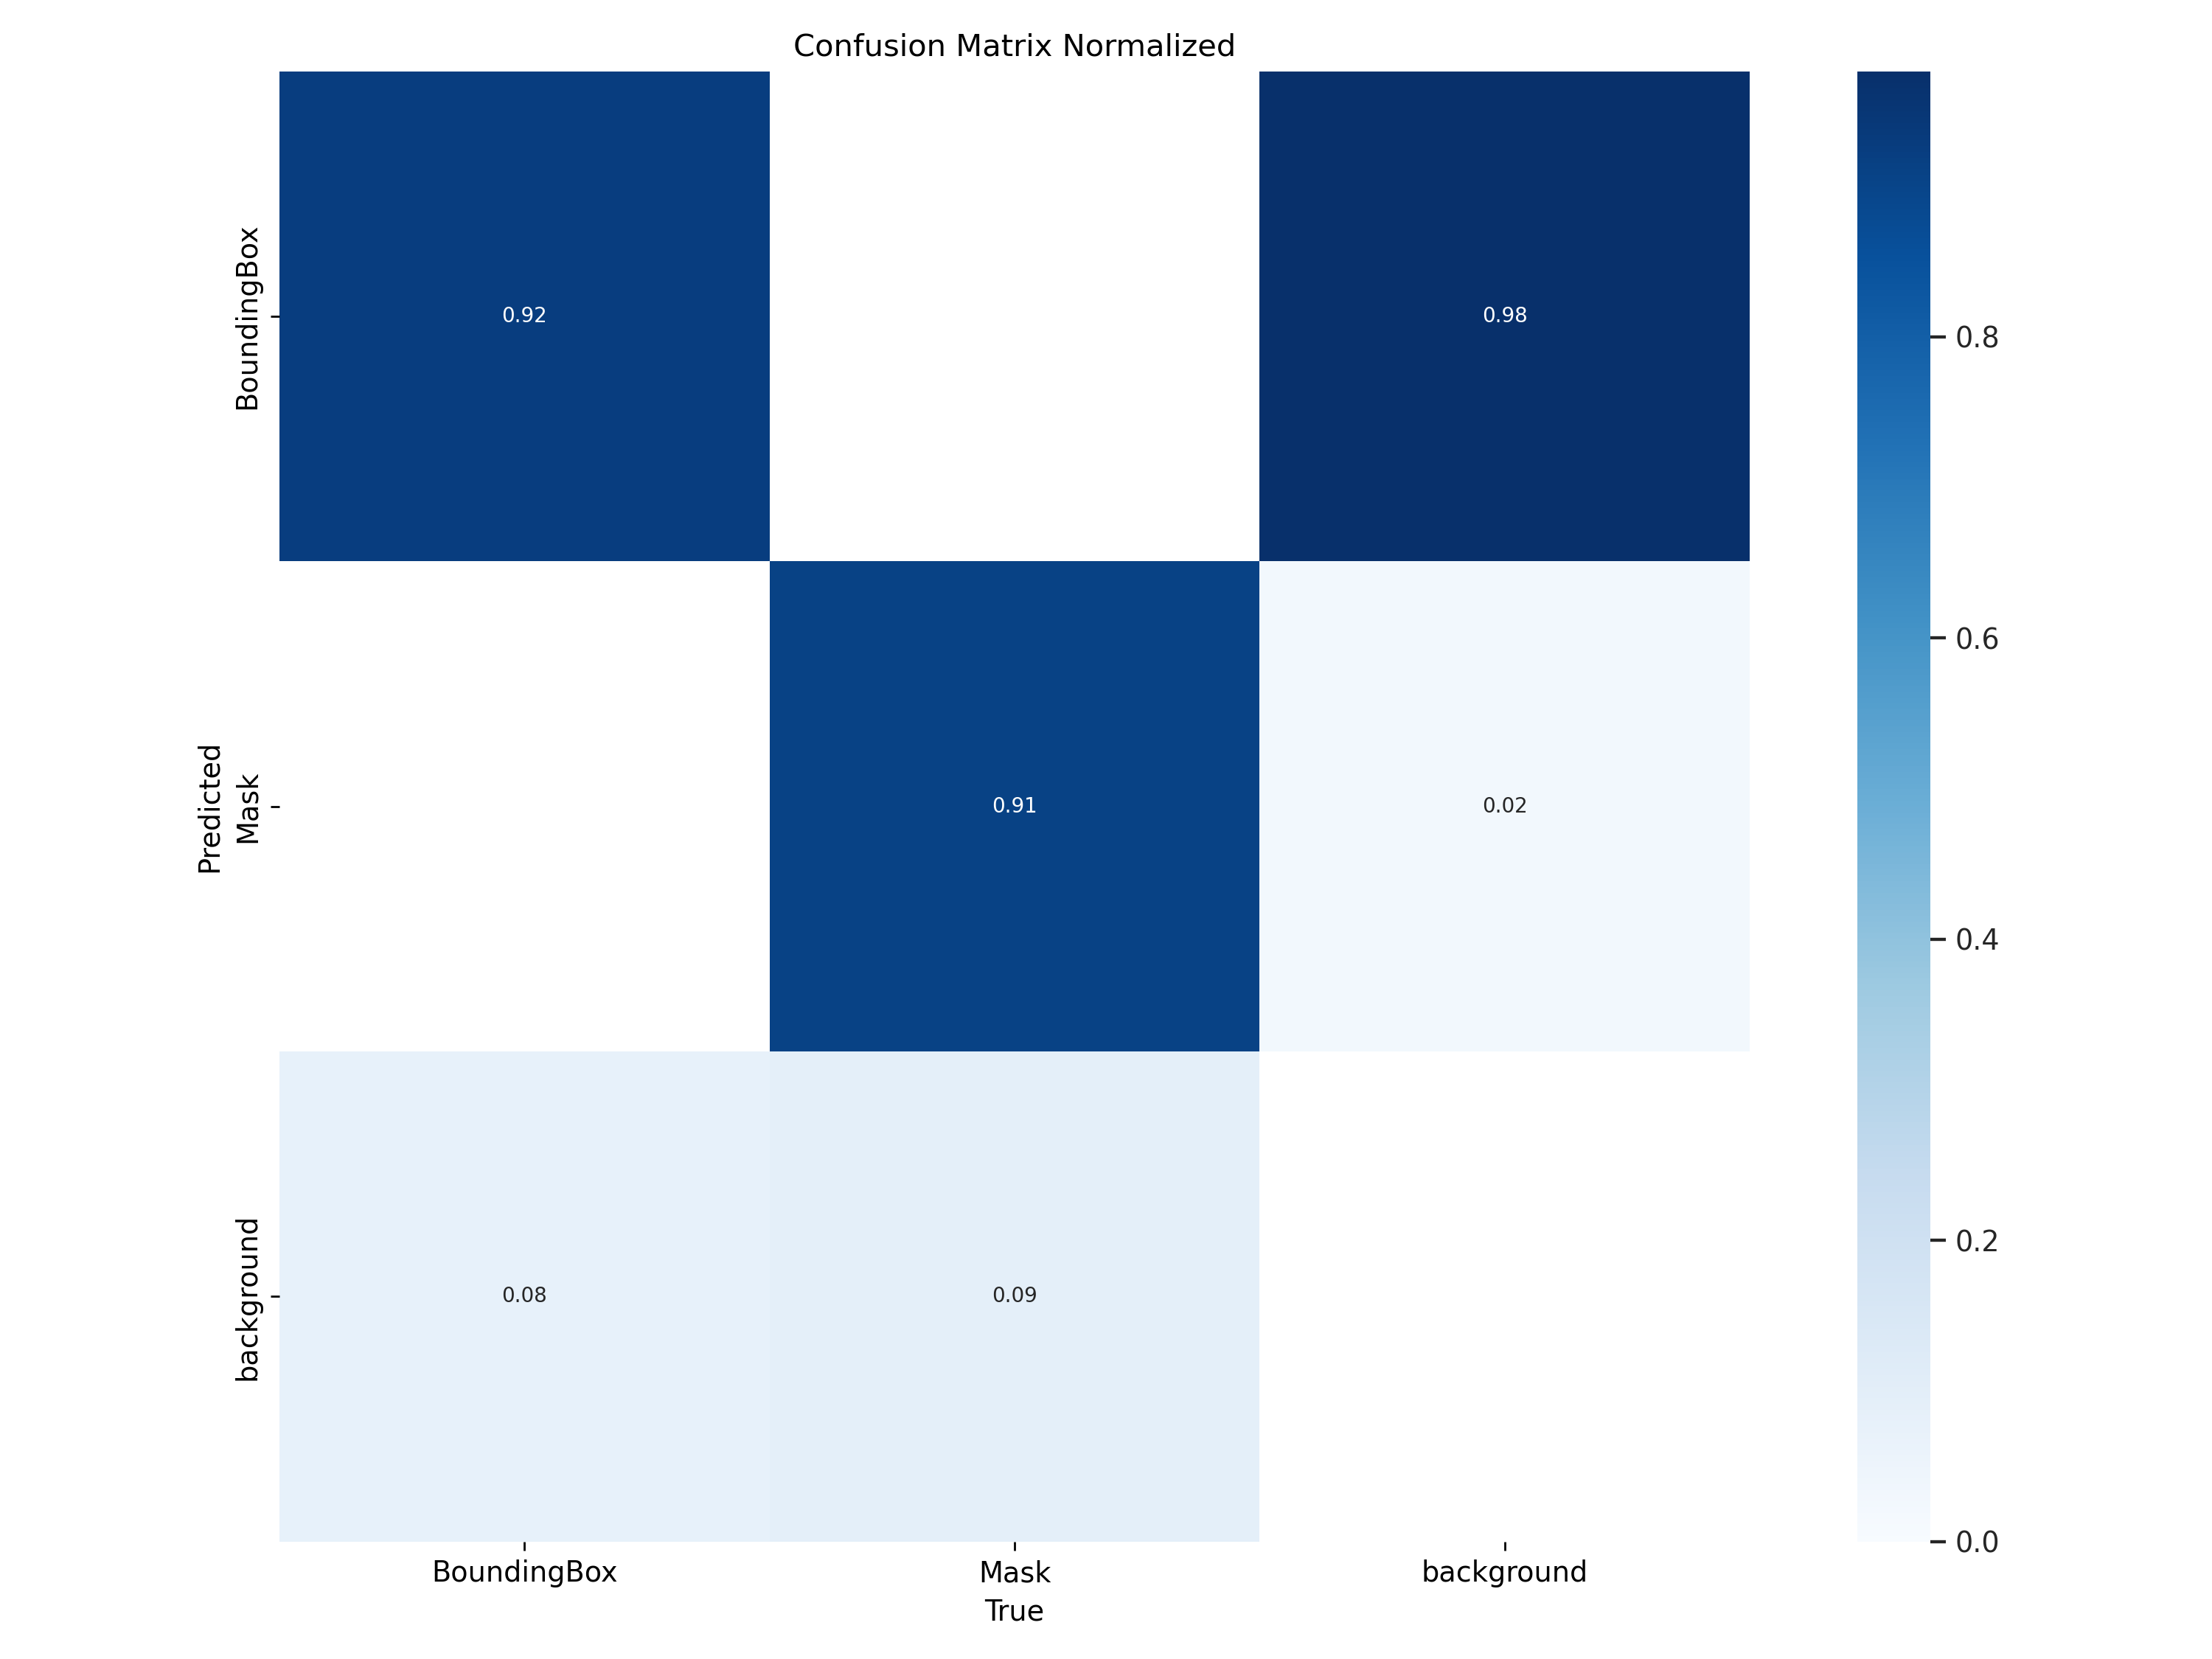 Confusion Matrix Normalized
BoundingBox
0.92
0.98
0.8
0.6
Predicted
Mask
0.91
0.02
0.4
0.2
background
0.08
0.09
0.0
BoundingBox
Mask
background
True